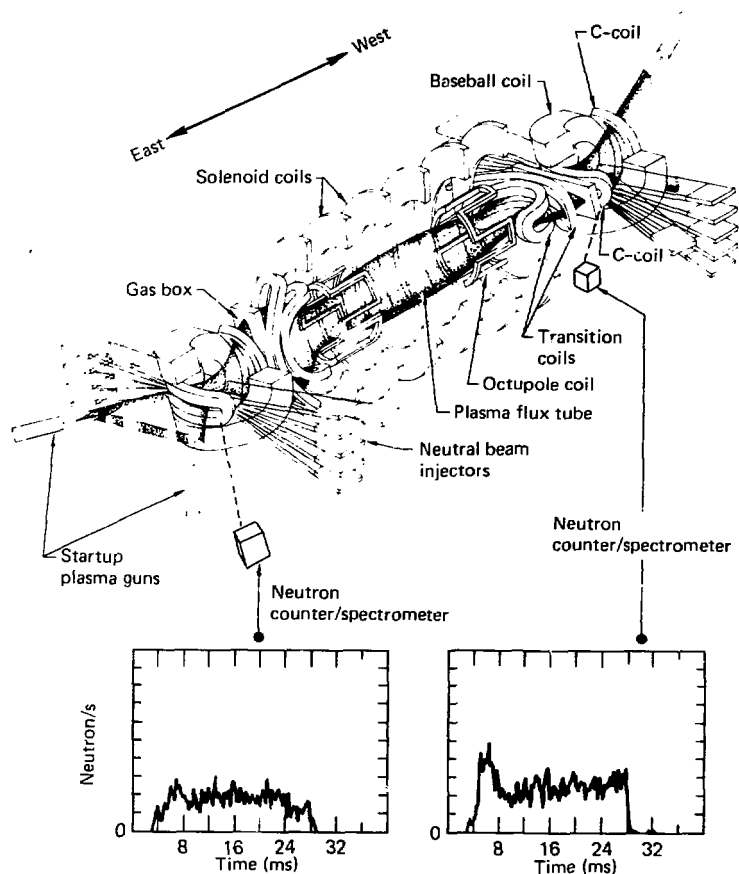 C-coil
West
Baseball coil
East
Solenoid coils
C-coil
Gas box
Transition
coils
Octupole coil
Plasma flux tube
Neutral beam
injectors
Startup
plasma guns
Neutron
counter/spectrometer
Neutron
counter/spectrometer
Neutron/s
0
8
16
24
32
Time (ms)
0
8
16
24
32
Time (ms)